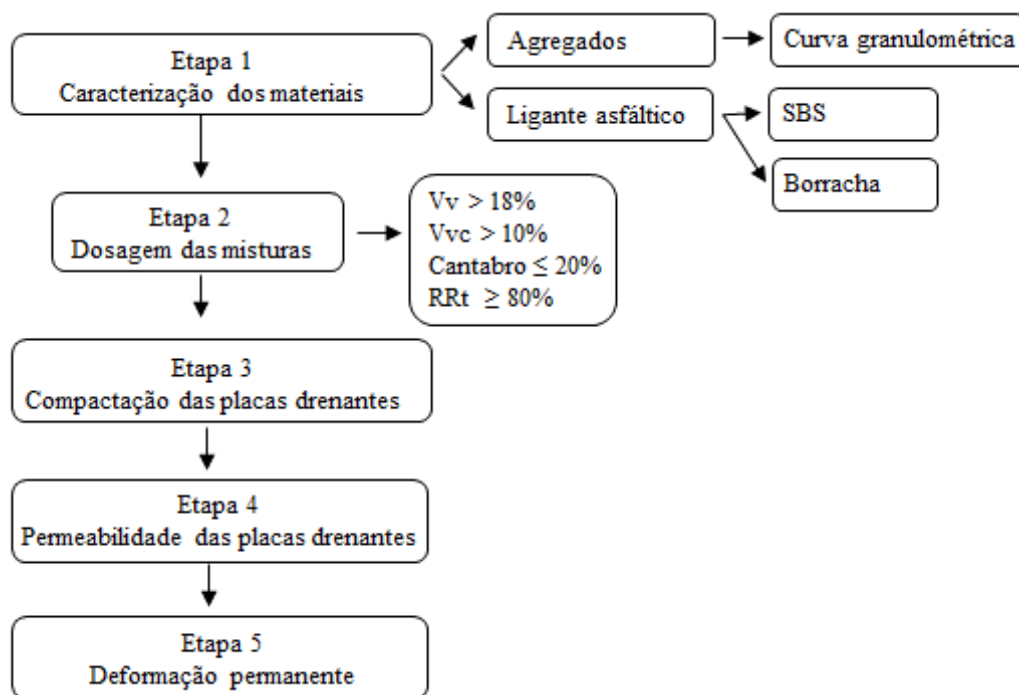 Etapa 1
Caracterização dos materiais
Agregados
Curva granulométrica
Ligante asfáltico
SBS
Borracha
Etapa 2
Dosagem das misturas
Vv > 18%
Vvc > 10%
Cantabro ≤ 20%
RRt ≥ 80%
Etapa 3
Compactação das placas drenantes
Etapa 4
Permeabilidade das placas drenantes
Etapa 5
Deformação permanente